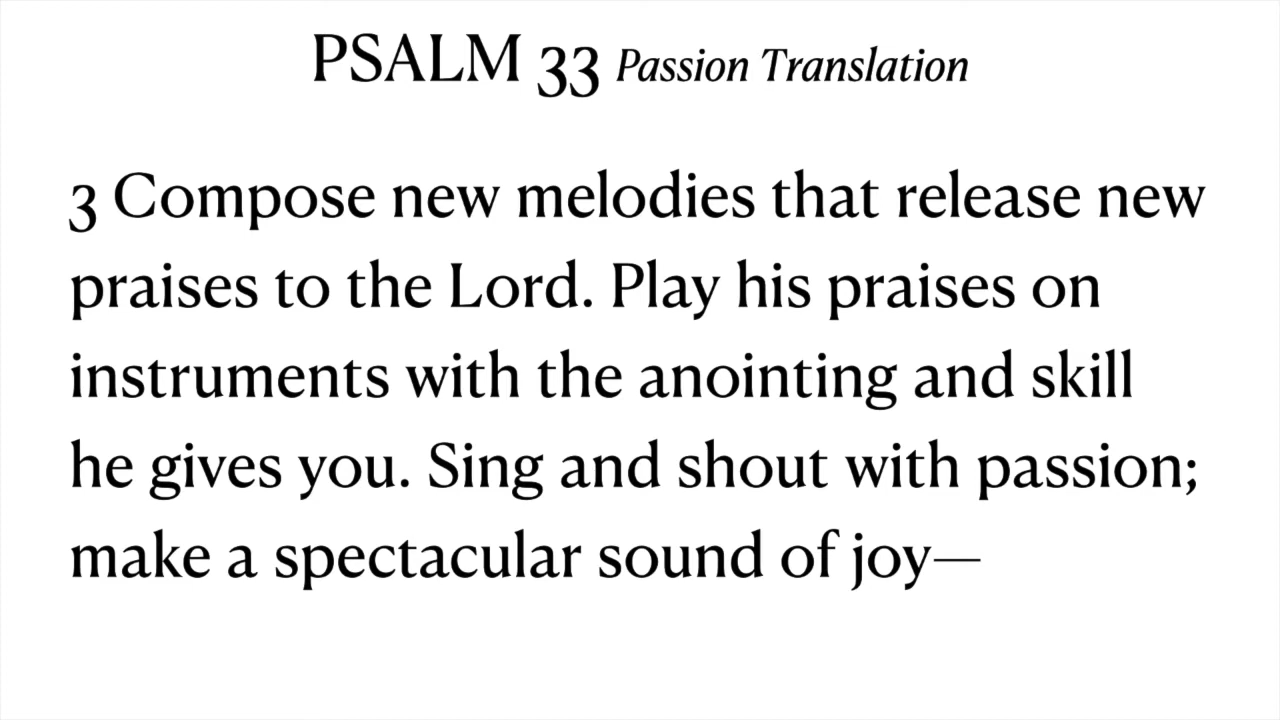 PSALM 33 Passion Translation
3 Compose new melodies that release new
praises to the Lord. Play his praises on
instruments with the anointing and skill
he gives you. Sing and shout with passion;
make a spectacular sound of joy—